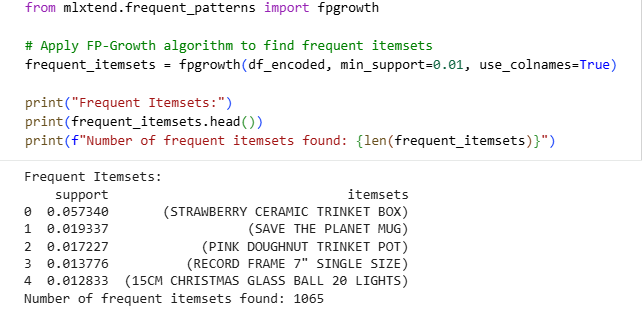 from mlxtend.frequent_patterns import fpgrowth
# Apply FP-Growth algorithm to find frequent itemsets
frequent_itemsets = fpgrowth(df_encoded, min_support=0.01, use_colnames=True)
print("Frequent Itemsets:")
print(frequent_itemsets.head())
print(f"Number of frequent itemsets found: {len(frequent_itemsets)}")
Frequent Itemsets:
support itemsets
0 0.057340 (STRAWBERRY CERAMIC TRINKET BOX)
1 0.019337 (SAVE THE PLANET MUG)
2 0.017227 (PINK DOUGHNUT TRINKET POT)
3 0.013776 (RECORD FRAME 7" SINGLE SIZE)
4 0.012833 (15CM CHRISTMAS GLASS BALL 20 LIGHTS)
Number of frequent itemsets found: 1065